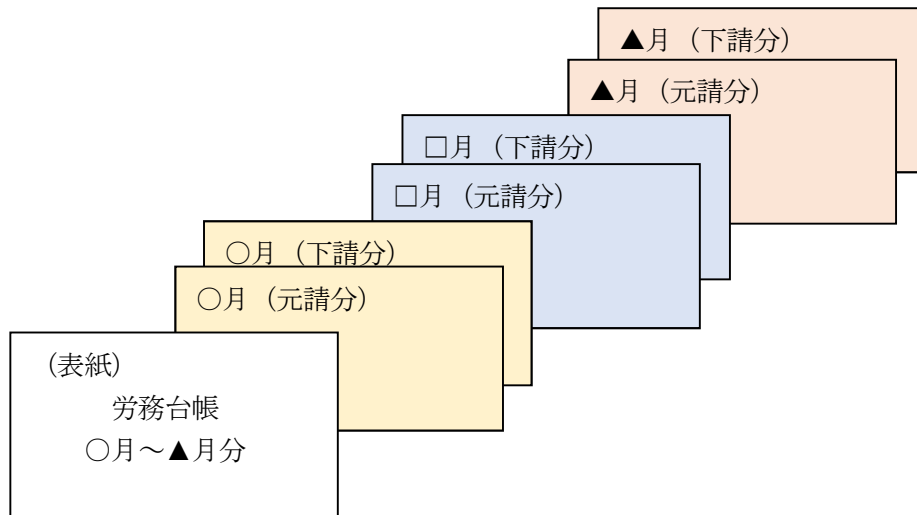 ▲月（下請分）
▲月（元請分）
□月（下請分）
□月（元請分）
○月（下請分）
○月（元請分）
（表紙）
労務台帳
○月～▲月分